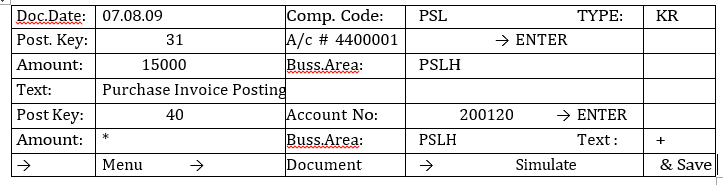 Doc.Date: 07.08.09 Comp. Code: PSL TYPE: KR
Post. Key: 31 A/c # 4400001 → ENTER
Amount: 15000 Buss.Area: PSLH
Text: Purchase Invoice Posting
Post Key: 40 Account No: 200120 → ENTER
Amount: * Buss.Area: PSLH Text : +
→ Menu → Document → Simulate & Save